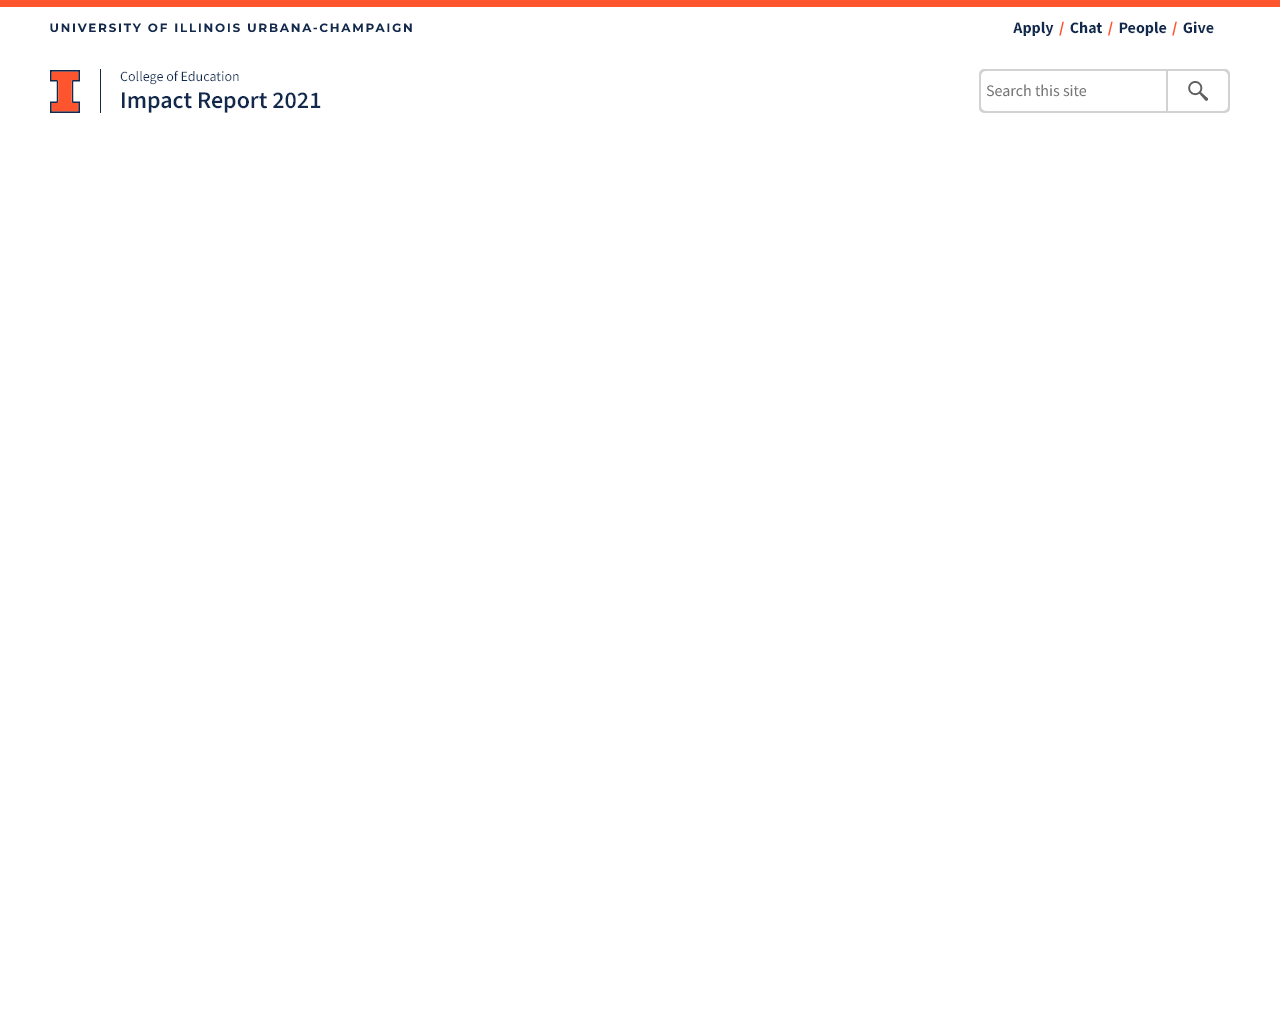 UNIVERSITY OF ILLINOIS URBANA-CHAMPAIGN
Apply / Chat / People / Give
College of Education
Impact Report 2021
Search this site